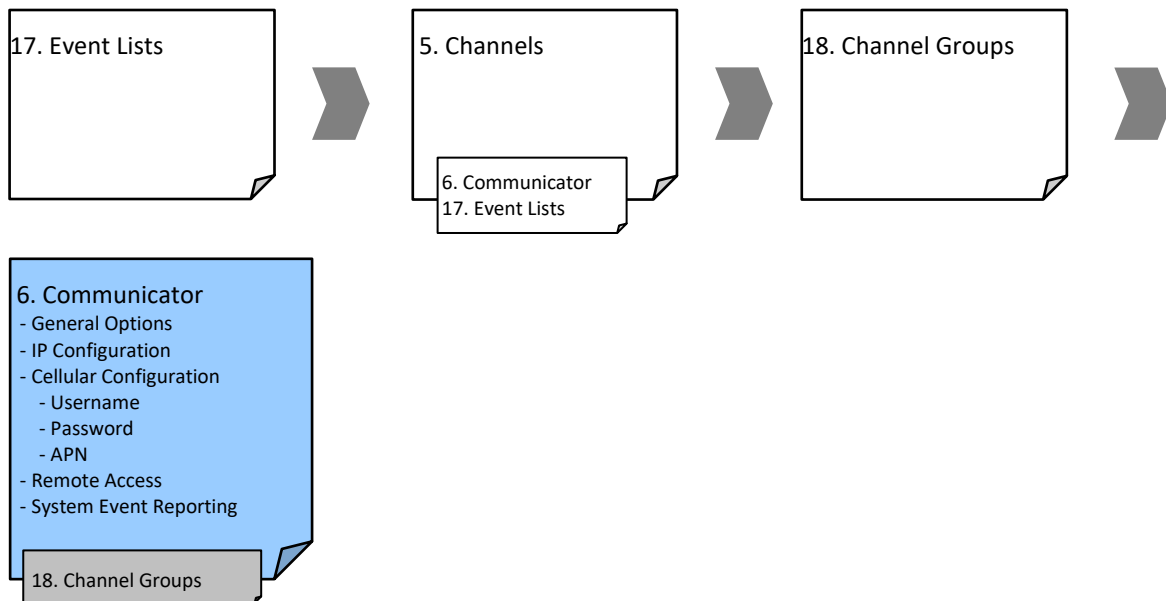 17. Event Lists
5. Channels
6. Communicator
17. Event Lists
18. Channel Groups
6. Communicator
- General Options
- IP Configuration
- Cellular Configuration
- Username
- Password
- APN
- Remote Access
- System Event Reporting
18. Channel Groups